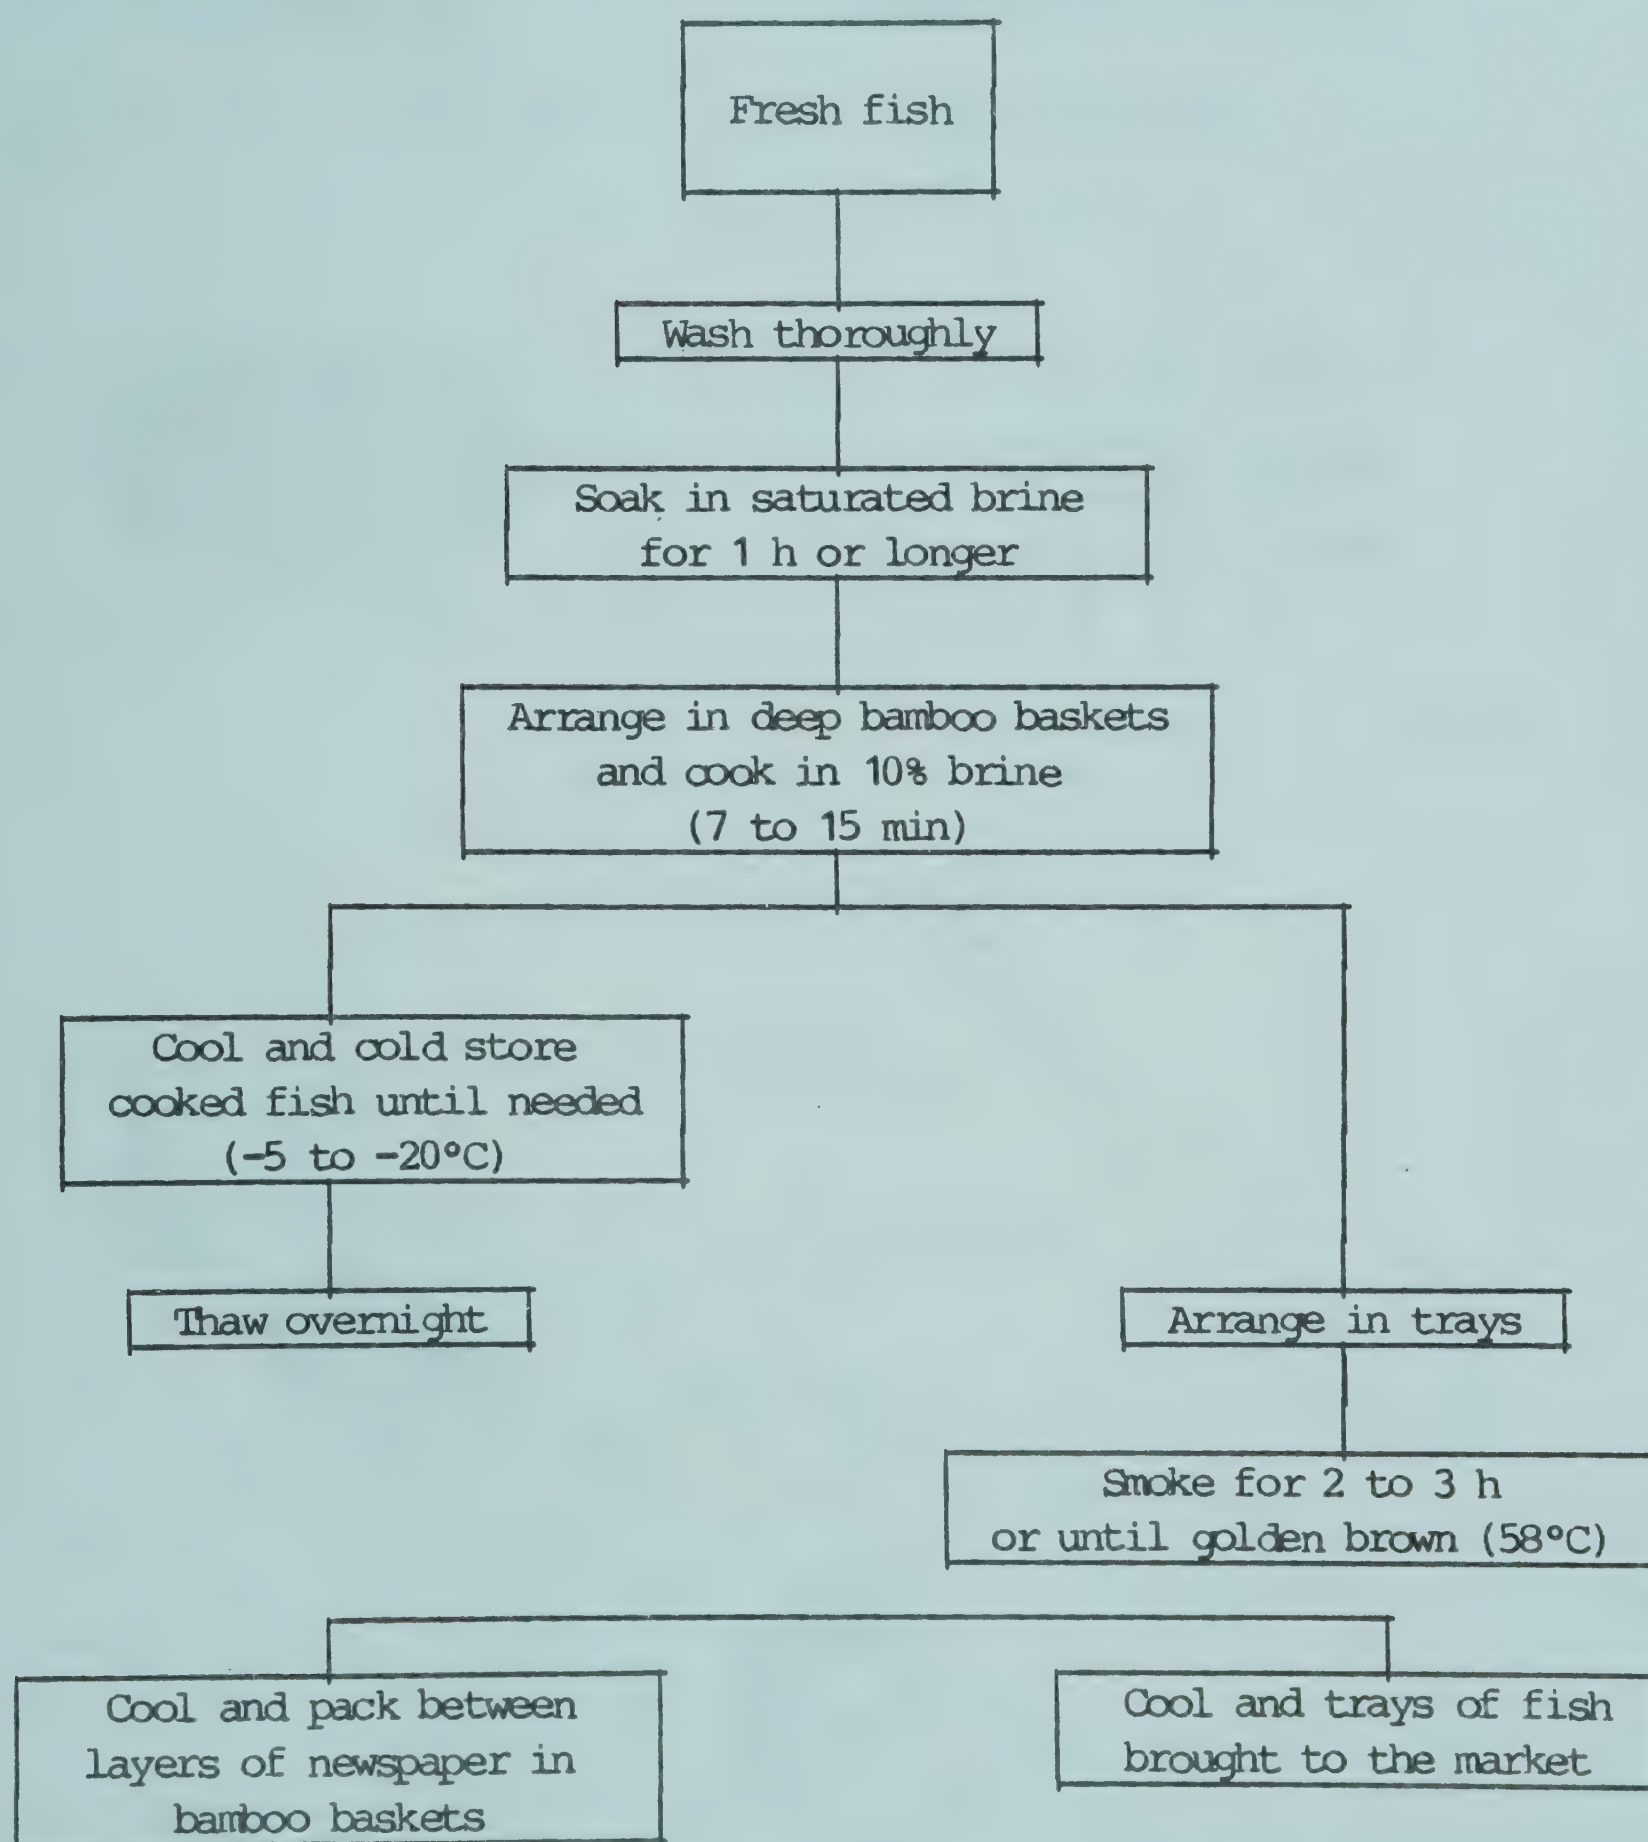 Fresh fish
Wash thoroughly
Soak in saturated brine
for 1 h or longer
Arrange in deep bamboo baskets
and cook in 10% brine
(7 to 15 min)
Cool and cold store
cooked fish until needed
(-5 to -20°C)
Thaw overnight
Arrange in trays
Smoke for 2 to 3 h
or until golden brown (58°C)
Cool and pack between
layers of newspaper in
bamboo baskets
Cool and trays of fish
brought to the market